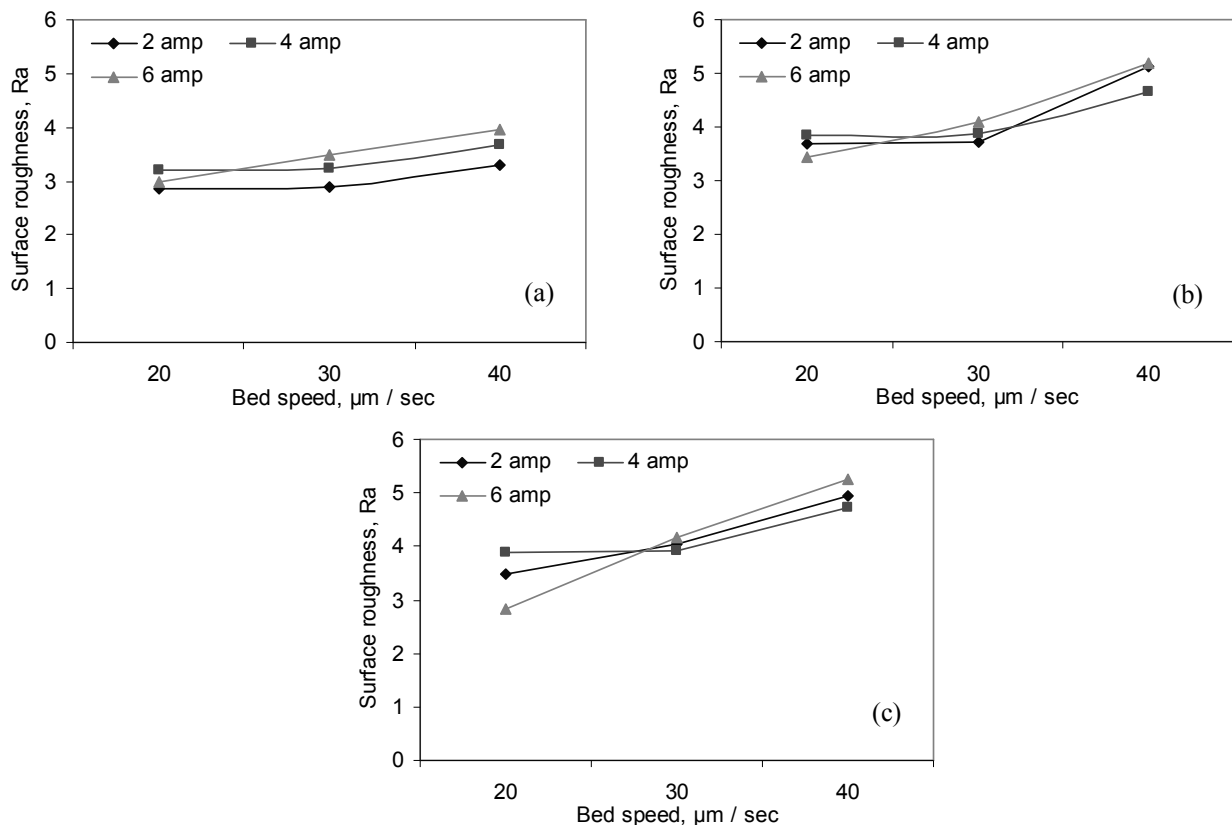 6
2 amp 4 amp
6 amp
5
4
3
2
1
0
Surface roughness, Ra
(a)
20 30 40
Bed speed, µm / sec
6
2 amp 4 amp
6 amp
5
4
3
2
1
0
Surface roughness, Ra
(b)
20 30 40
Bed speed, µm / sec
6
2 amp 4 amp
6 amp
5
4
3
2
1
0
Surface roughness, Ra
(c)
20 30 40
Bed speed, µm / sec